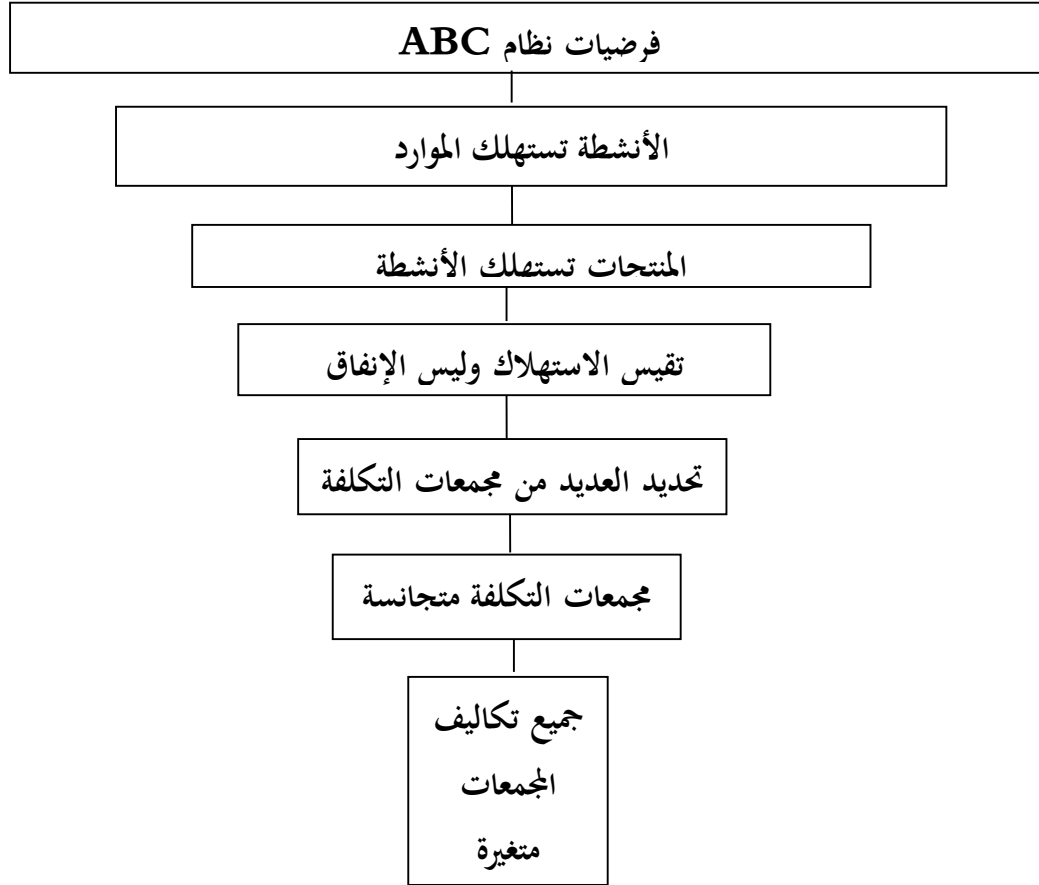 فرضيات نظام ABC
الأنشطة تستهلك الموارد
المنتجات تستهلك الأنشطة
تقيس الاستهلاك وليس الإنفاق
تحديد العديد من مجمعات التكلفة
مجمعات التكلفة متجانسة
جميع تكاليف
المجمعات
متغيرة